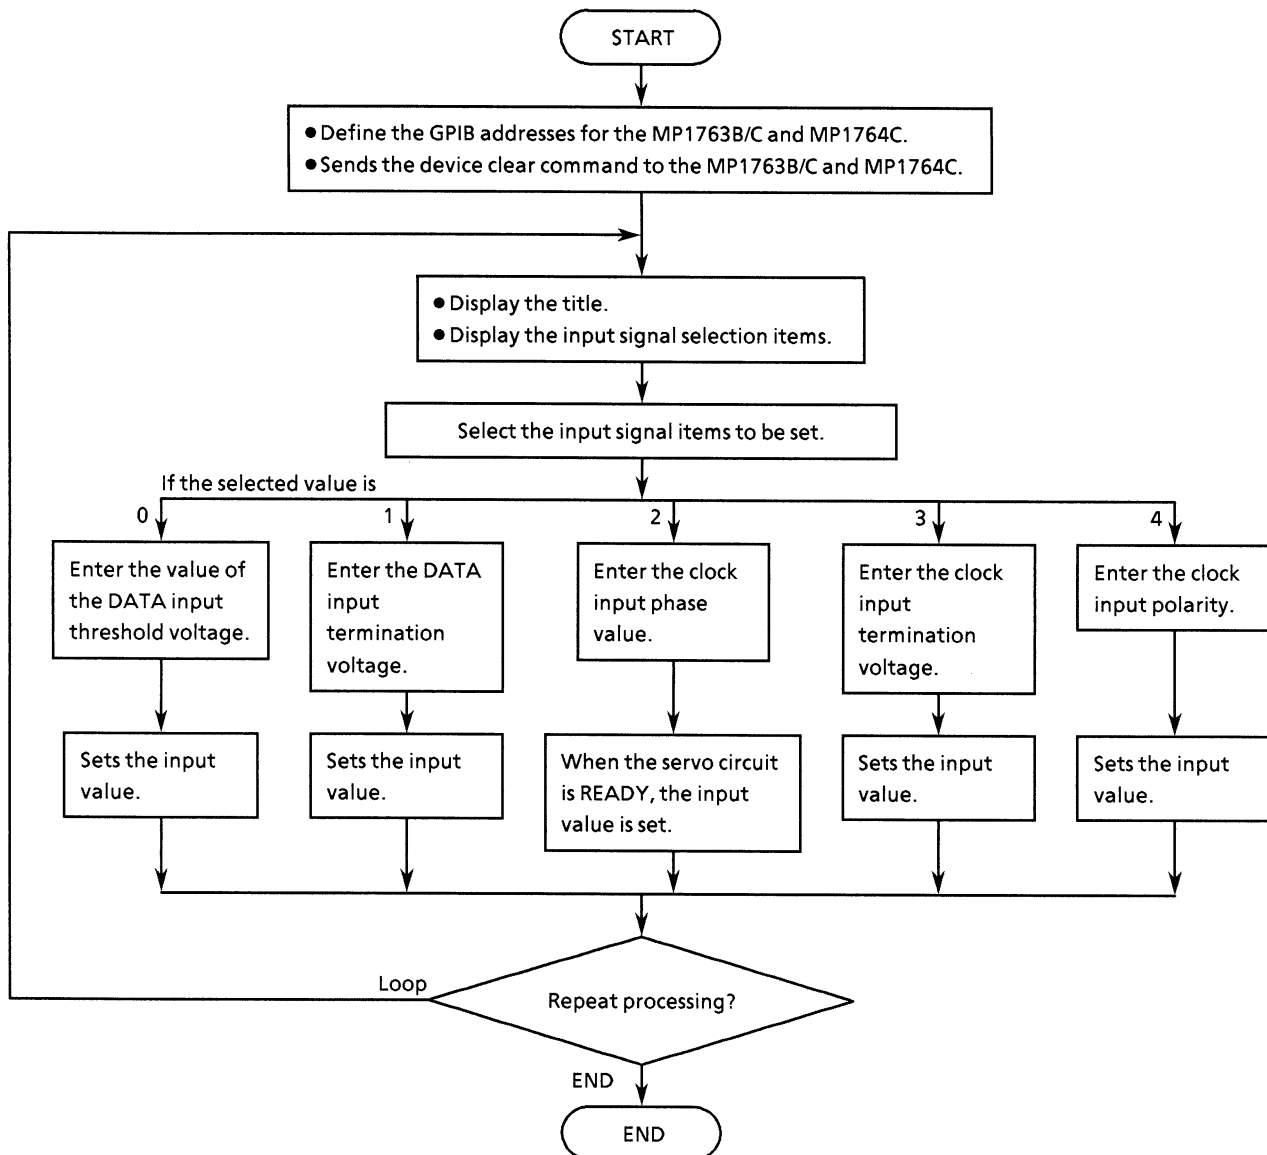 START
● Define the GPIB addresses for the MP1763B/C and MP1764C.
● Sends the device clear command to the MP1763B/C and MP1764C.
● Display the title.
● Display the input signal selection items.
Select the input signal items to be set.
If the selected value is
0
1
2
3
4
Enter the value of
the DATA input
threshold voltage.
Enter the DATA
input
termination
voltage.
Enter the clock
input phase
value.
Enter the clock
input
termination
voltage.
Enter the clock
input polarity.
Sets the input
value.
Sets the input
value.
When the servo circuit
is READY, the input
value is set.
Sets the input
value.
Sets the input
value.
Loop
Repeat processing?
END
END